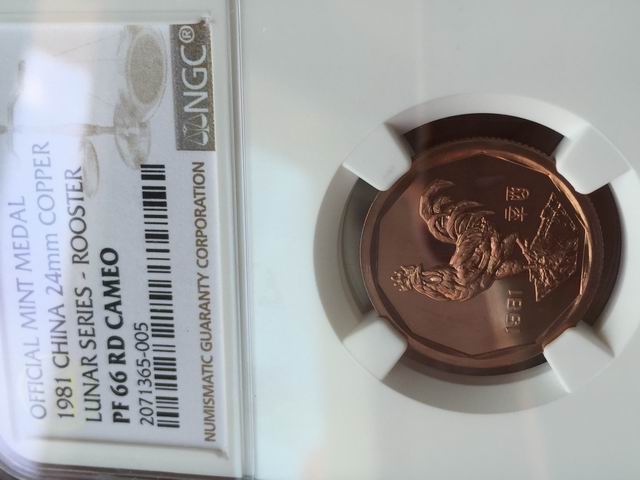 NGC®
OFFICIAL MINT MEDAL
1981 CHINA 24mm COPPER
LUNAR SERIES - ROOSTER
PF 66 RD CAMEO
2071365-005
NUMISMATIC GUARANTY CORPORATION
辛酉
1981